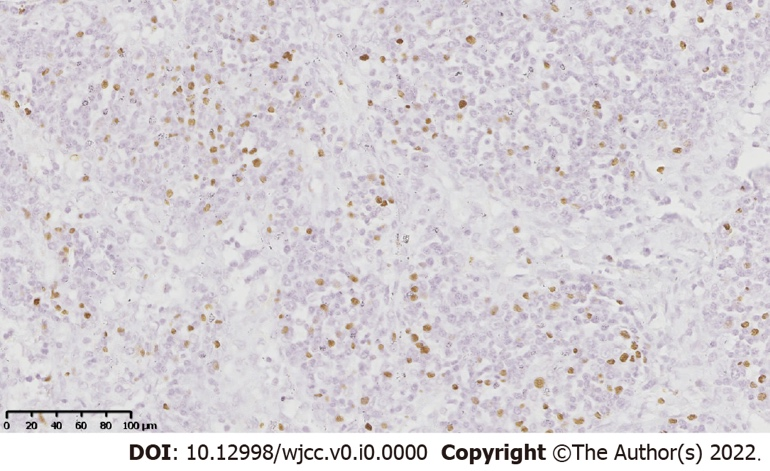 0 20 40 60 80 100 μm
DOI: 10.12998/wjcc.v0.i0.0000 Copyright ©The Author(s) 2022.